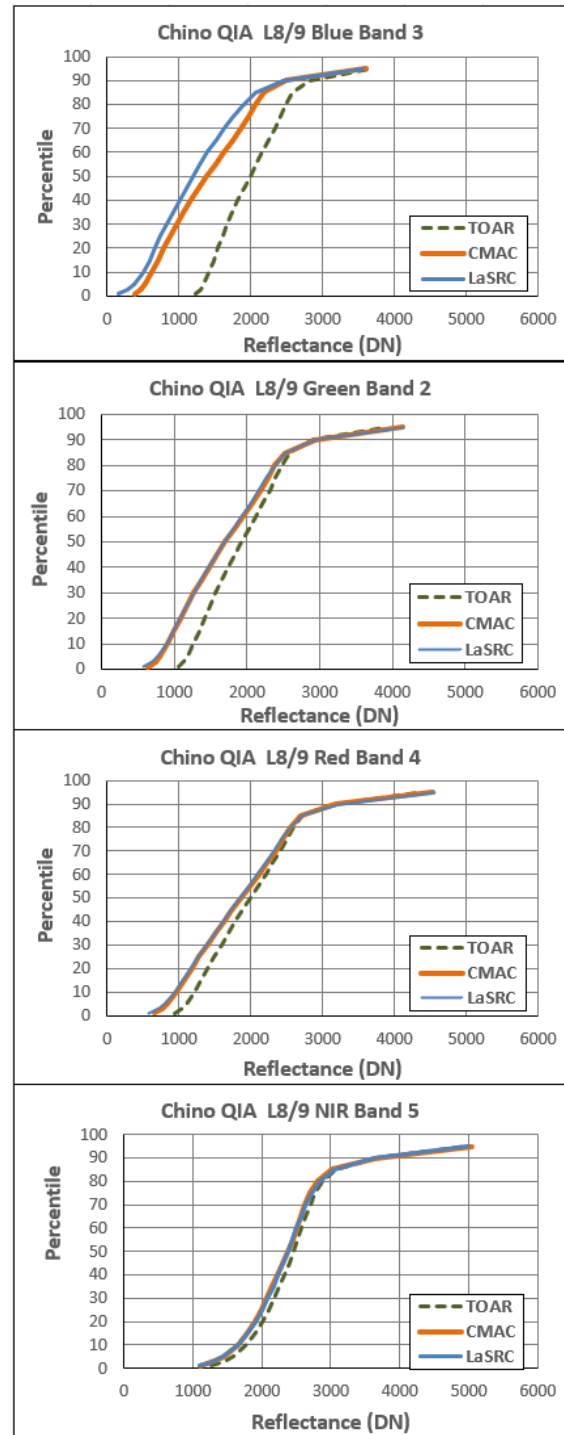 Chino QIA L8/9 Blue Band 3
100
90
80
70
60
50
40
30
20
10
0
Percentile
TOAR
CMAC
LaSRC
0 1000 2000 3000 4000 5000 6000
Reflectance (DN)
Chino QIA L8/9 Green Band 2
100
90
80
70
60
50
40
30
20
10
0
Percentile
TOAR
CMAC
LaSRC
0 1000 2000 3000 4000 5000 6000
Reflectance (DN)
Chino QIA L8/9 Red Band 4
100
90
80
70
60
50
40
30
20
10
0
Percentile
TOAR
CMAC
LaSRC
0 1000 2000 3000 4000 5000 6000
Reflectance (DN)
Chino QIA L8/9 NIR Band 5
100
90
80
70
60
50
40
30
20
10
0
Percentile
TOAR
CMAC
LaSRC
0 1000 2000 3000 4000 5000 6000
Reflectance (DN)